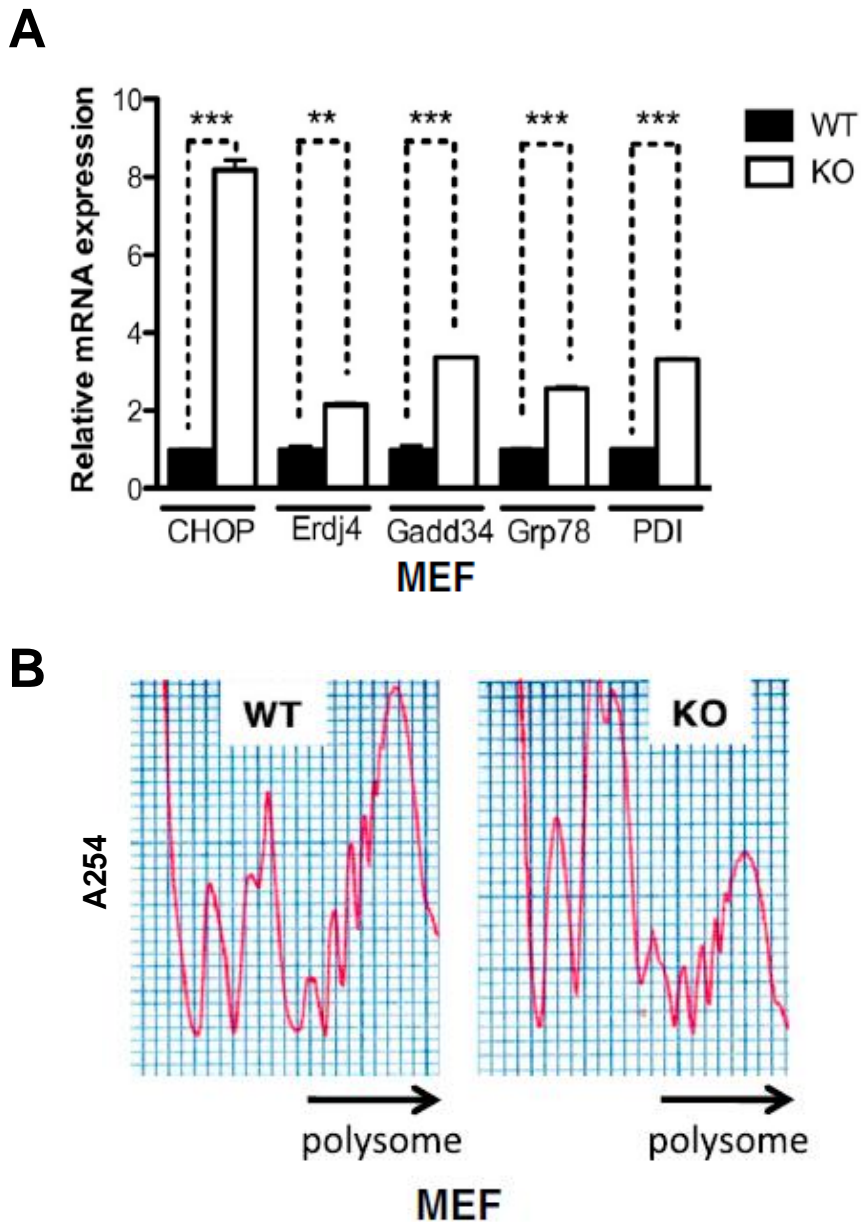 A
Relative mRNA expression
10
8
6
4
2
0
*** ** *** *** ***
WT
KO
CHOP Erdj4 Gadd34 Grp78 PDI
MEF
B
A254
WT KO
polysome polysome
MEF